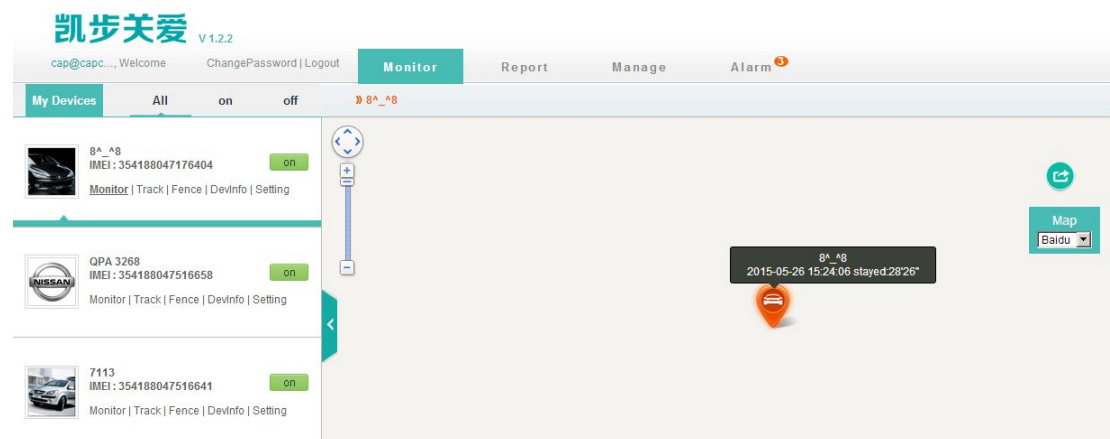 凯步关爱 V 1.2.2
cap@capc...., Welcome ChangePassword | Logout
Monitor Report Manage Alarm 3
My Devices All on off
» 8^_^8
8^_^8
IMEI : 354188047176404 on
Monitor | Track | Fence | DevInfo | Setting
QPA 3268
IMEI : 354188047516658 on
NISSAN
Monitor | Track | Fence | DevInfo | Setting
7113
IMEI : 354188047516641 on
Monitor | Track | Fence | DevInfo | Setting
Map
Baidu
8^_^8
2015-05-26 15:24:06 stayed:28'26"